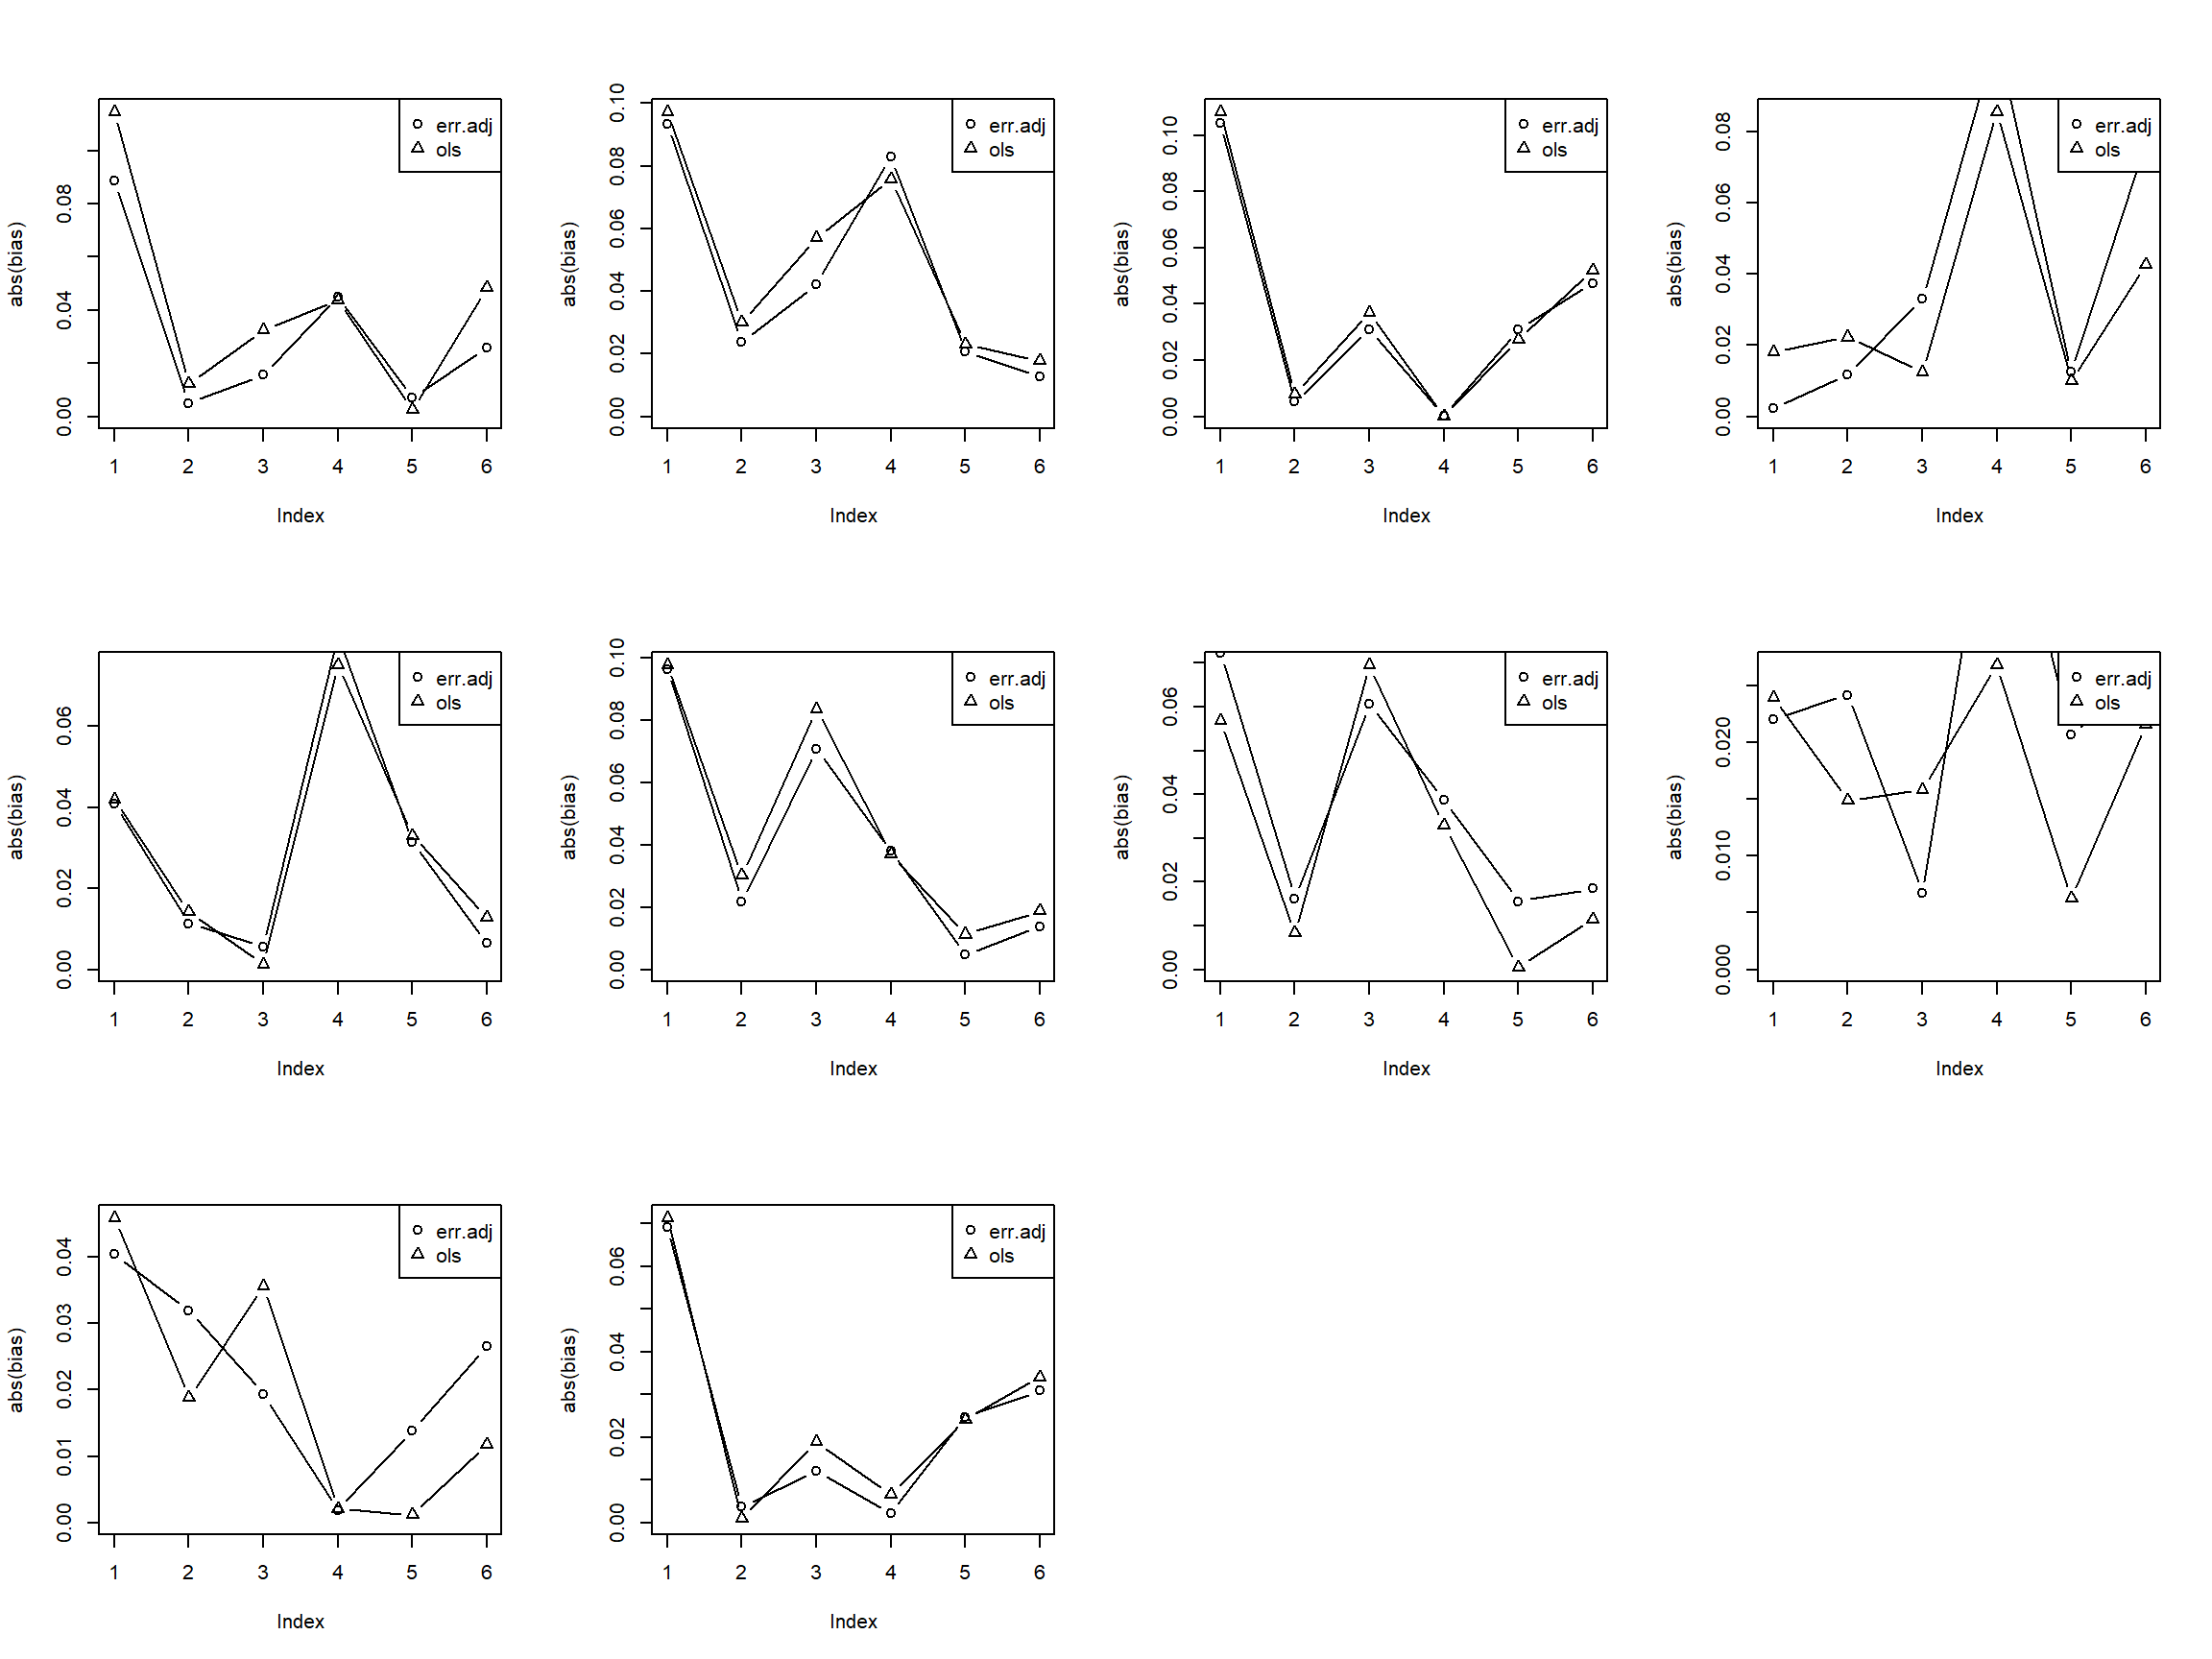 err.adj
ols
abs(bias)
0.00 0.04 0.08
1 2 3 4 5 6
Index
err.adj
ols
abs(bias)
0.00 0.02 0.04 0.06 0.08 0.10
1 2 3 4 5 6
Index
err.adj
ols
abs(bias)
0.00 0.02 0.04 0.06 0.08 0.10
1 2 3 4 5 6
Index
err.adj
ols
abs(bias)
0.00 0.02 0.04 0.06 0.08
1 2 3 4 5 6
Index
err.adj
ols
abs(bias)
0.00 0.02 0.04 0.06
1 2 3 4 5 6
Index
err.adj
ols
abs(bias)
0.00 0.02 0.04 0.06 0.08 0.10
1 2 3 4 5 6
Index
err.adj
ols
abs(bias)
0.00 0.02 0.04 0.06
1 2 3 4 5 6
Index
err.adj
ols
abs(bias)
0.000 0.010 0.020
1 2 3 4 5 6
Index
err.adj
ols
abs(bias)
0.00 0.01 0.02 0.03 0.04
1 2 3 4 5 6
Index
err.adj
ols
abs(bias)
0.00 0.02 0.04 0.06
1 2 3 4 5 6
Index